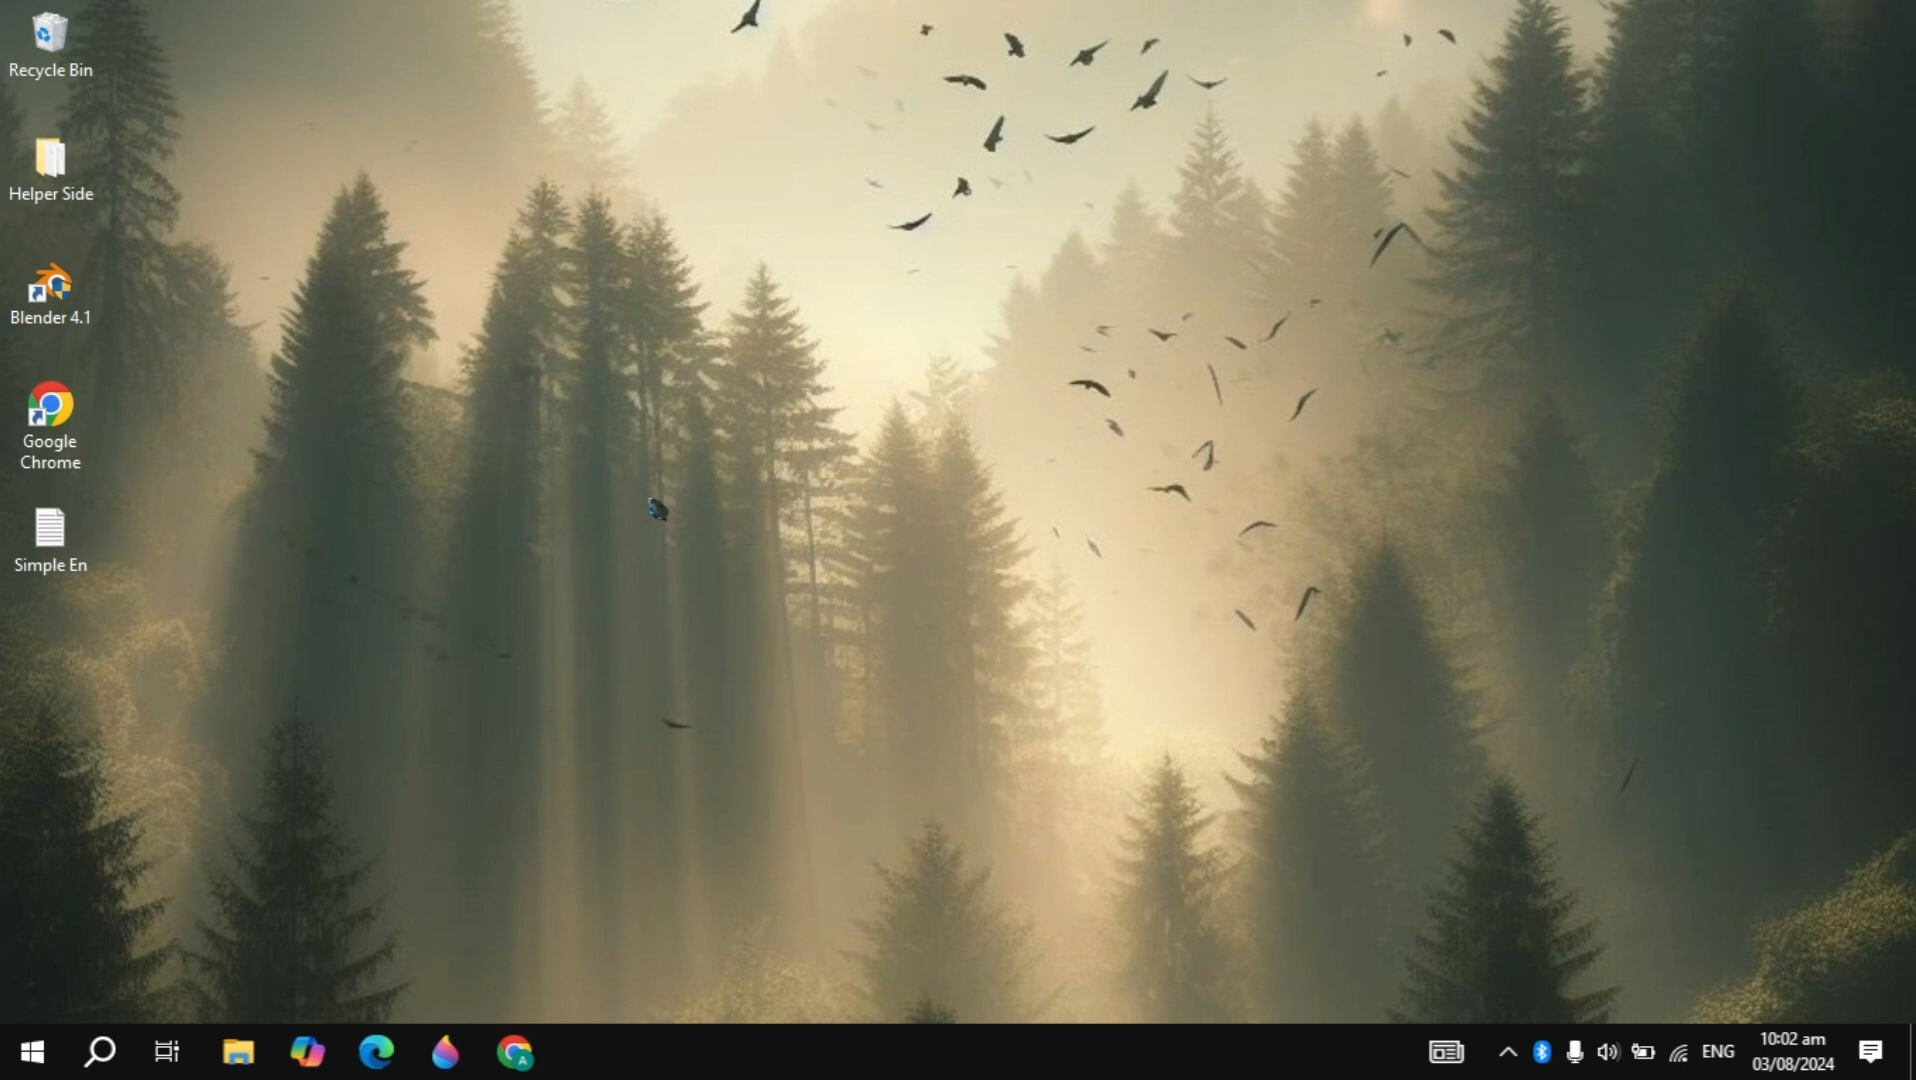 Recycle Bin
Helper Side
Blender 4.1
Google
Chrome
Simple En
A
ENG
10:02 am
03/08/2024